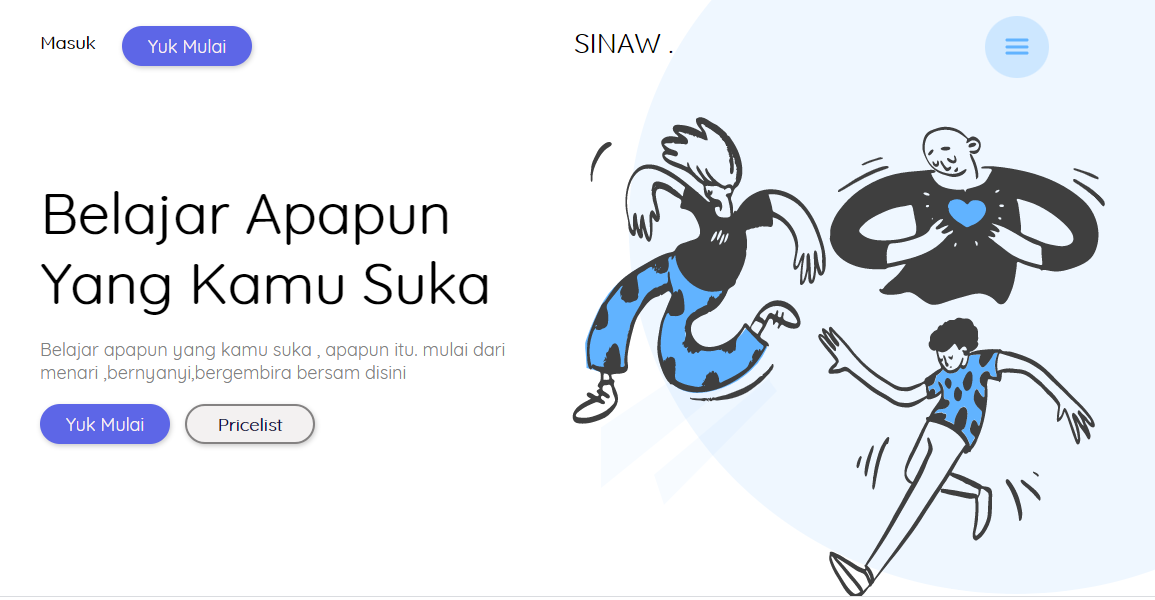 Masuk
Yuk Mulai
SINAW .
Belajar Apapun
Yang Kamu Suka
Belajar apapun yang kamu suka , apapun itu. mulai dari
menari ,bernyanyi,bergembira bersam disini
Yuk Mulai
Pricelist